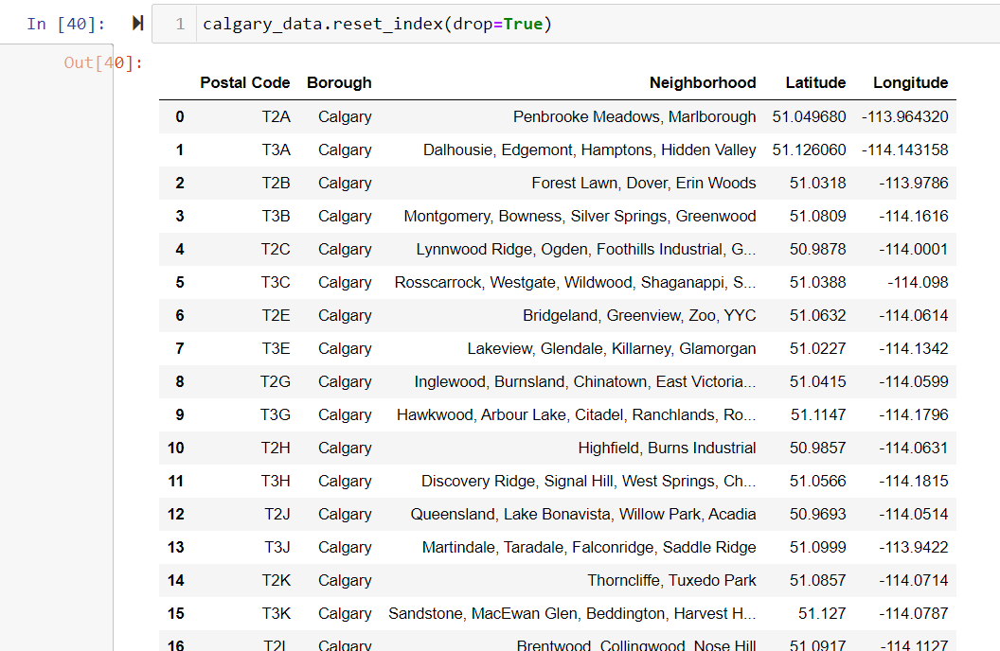 In [40]: 1 calgary_data.reset_index(drop=True)
Out[40]:
Postal Code Borough Neighborhood Latitude Longitude
0 T2A Calgary Penbrooke Meadows, Marlborough 51.049680 -113.964320
1 T3A Calgary Dalhousie, Edgemont, Hamptons, Hidden Valley 51.126060 -114.143158
2 T2B Calgary Forest Lawn, Dover, Erin Woods 51.0318 -113.9786
3 T3B Calgary Montgomery, Bowness, Silver Springs, Greenwood 51.0809 -114.1616
4 T2C Calgary Lynnwood Ridge, Ogden, Foothills Industrial, G... 50.9878 -114.0001
5 T3C Calgary Rosscarrock, Westgate, Wildwood, Shaganappi, S... 51.0388 -114.098
6 T2E Calgary Bridgeland, Greenview, Zoo, YYC 51.0632 -114.0614
7 T3E Calgary Lakeview, Glendale, Killarney, Glamorgan 51.0227 -114.1342
8 T2G Calgary Inglewood, Burnsland, Chinatown, East Victoria... 51.0415 -114.0599
9 T3G Calgary Hawkwood, Arbour Lake, Citadel, Ranchlands, Ro... 51.1147 -114.1796
10 T2H Calgary Highfield, Burns Industrial 50.9857 -114.0631
11 T3H Calgary Discovery Ridge, Signal Hill, West Springs, Ch... 51.0566 -114.1815
12 T2J Calgary Queensland, Lake Bonavista, Willow Park, Acadia 50.9693 -114.0514
13 T3J Calgary Martindale, Taradale, Falconridge, Saddle Ridge 51.0999 -113.9422
14 T2K Calgary Thorncliffe, Tuxedo Park 51.0857 -114.0714
15 T3K Calgary Sandstone, MacEwan Glen, Beddington, Harvest H... 51.127 -114.0787
16 T2L Calgary Brentwood, Collingwood, Nose Hill 51.0917 -114.1127